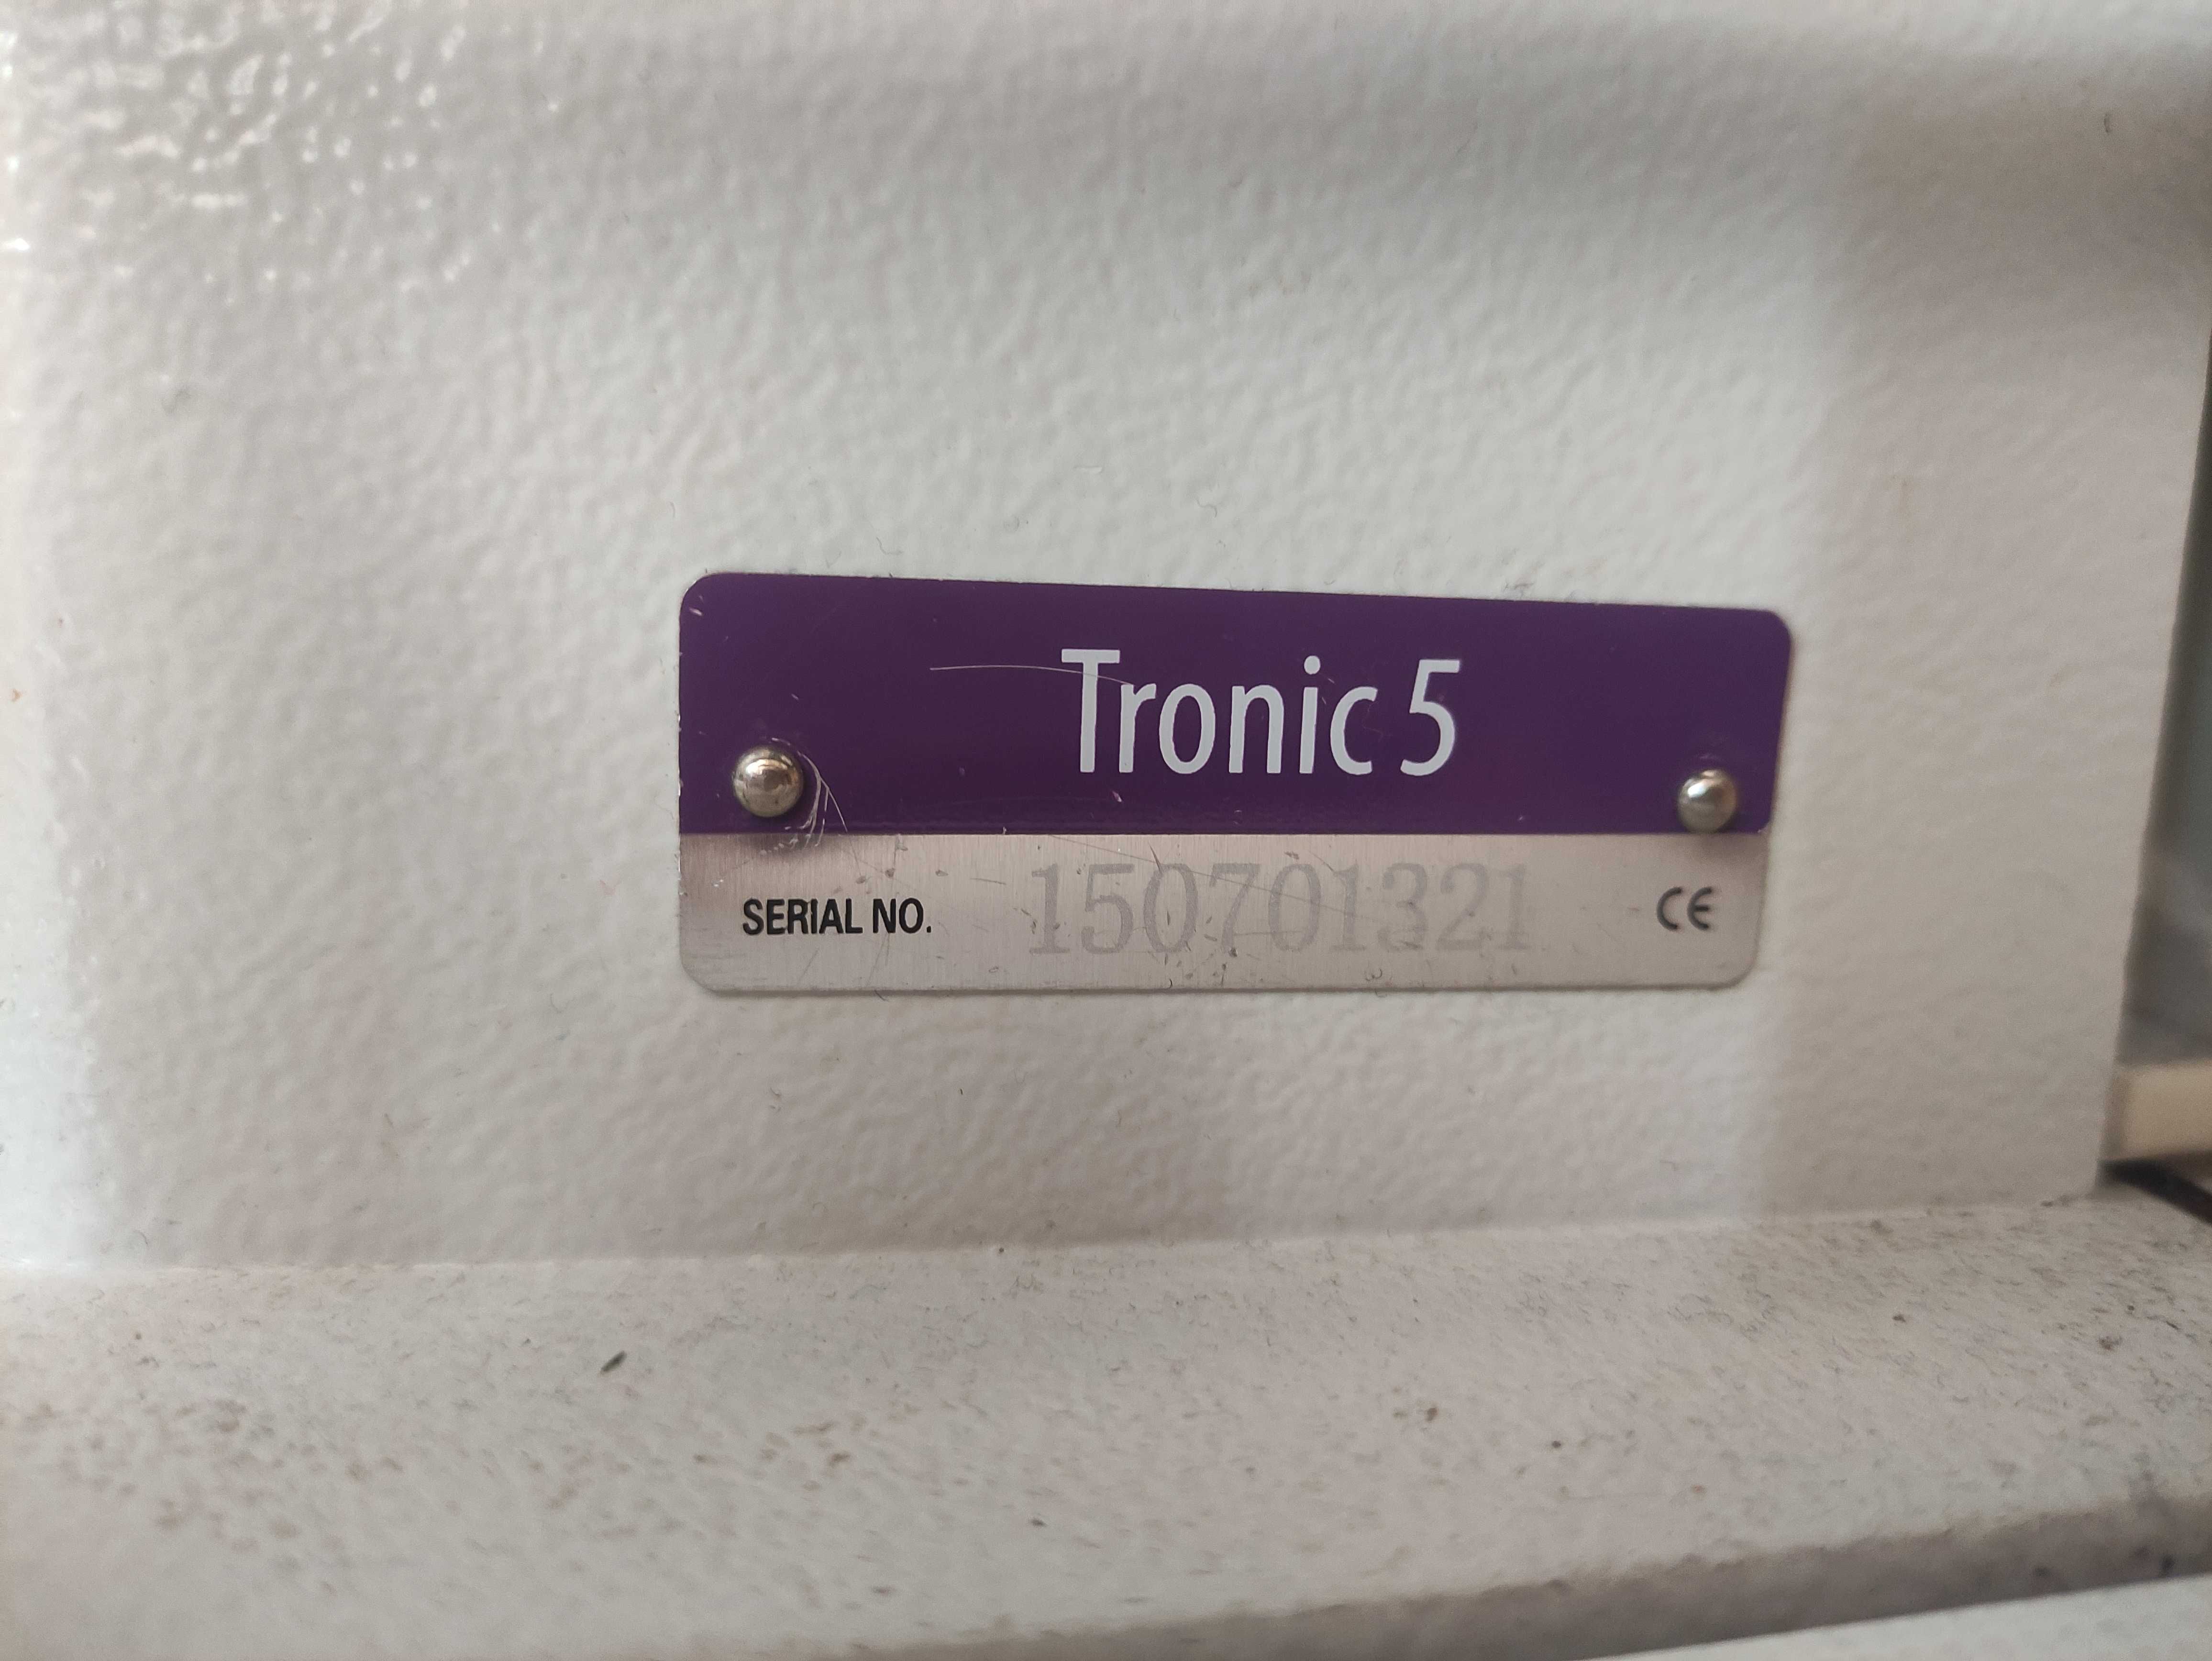 Tronic 5
SERIAL NO. 150701321 CE